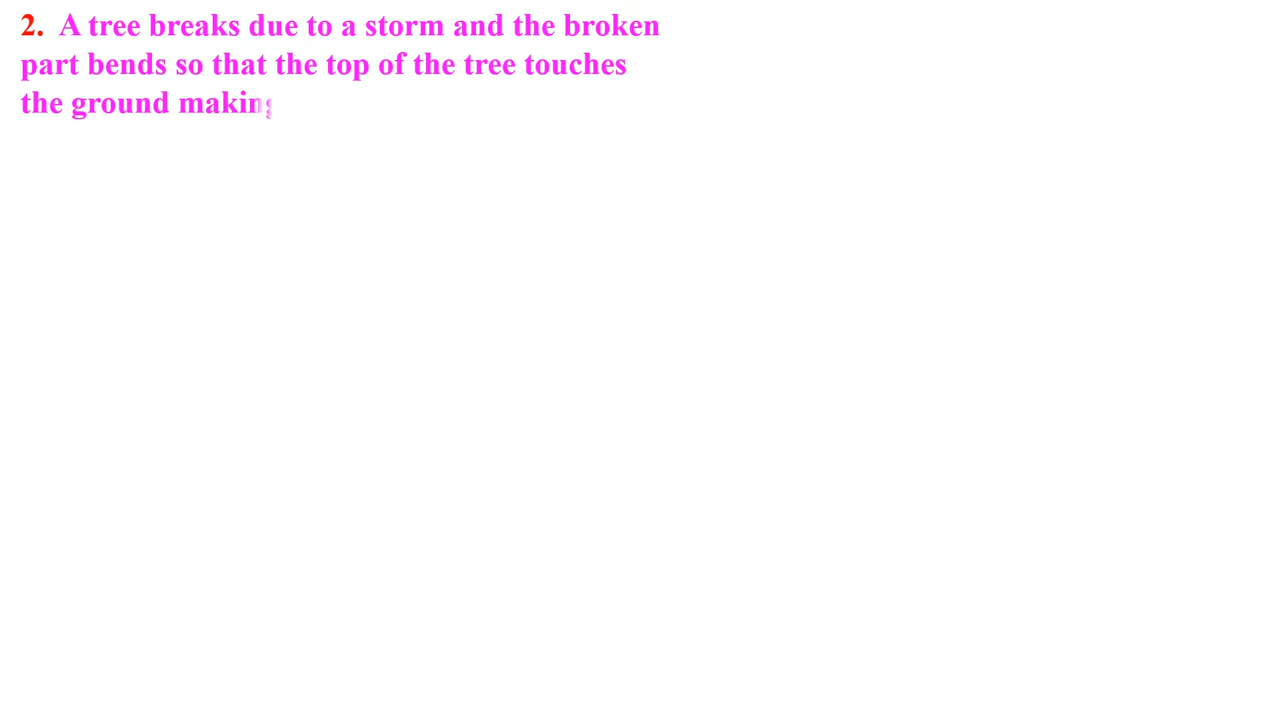 2. A tree breaks due to a storm and the broken
part bends so that the top of the tree touches
the ground making